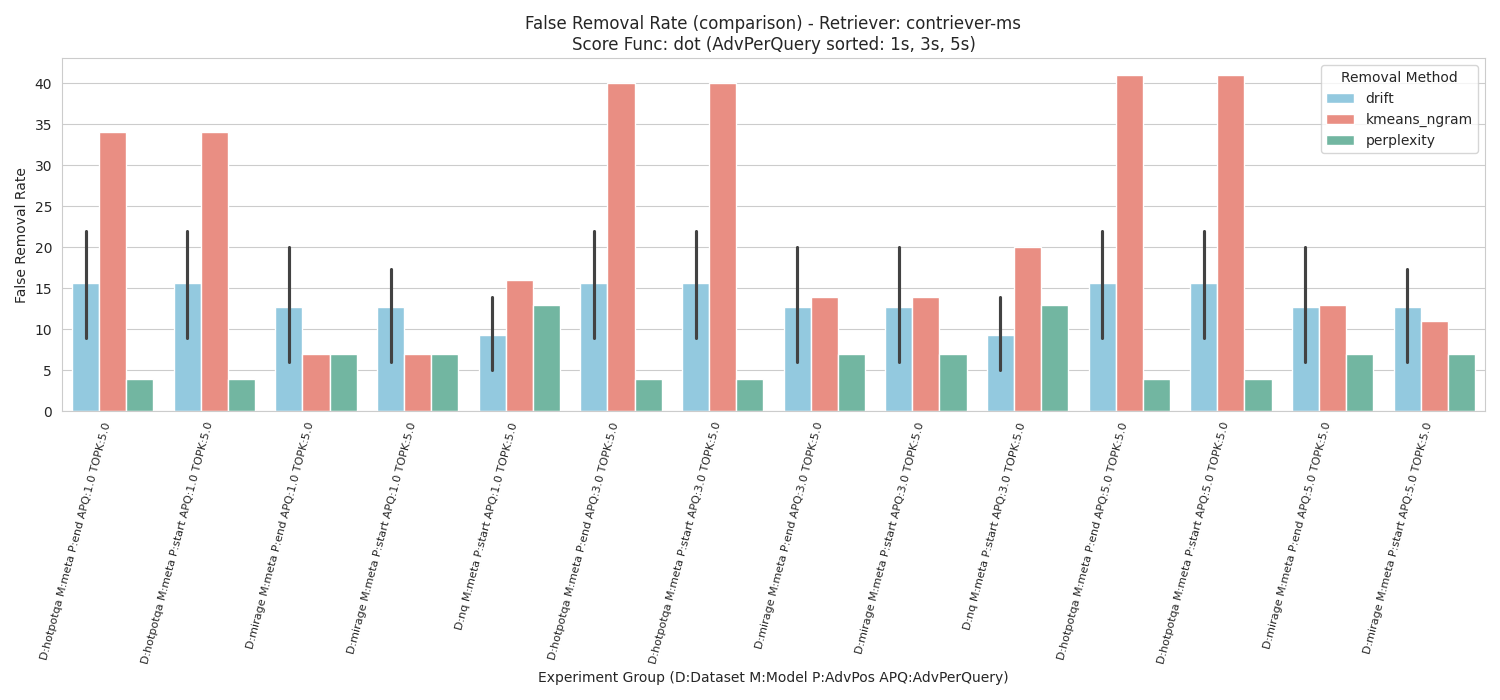 False Removal Rate (comparison) - Retriever: contriever-ms
Score Func: dot (AdvPerQuery sorted: 1s, 3s, 5s)
Removal Method
drift
kmeans_ngram
perplexity
False Removal Rate
40
35
30
25
20
15
10
5
0
D:hotpotqa M:meta P:end APQ:1.0 TOPK:5.0
D:hotpotqa M:meta P:start APQ:1.0 TOPK:5.0
D:mirage M:meta P:end APQ:1.0 TOPK:5.0
D:mirage M:meta P:start APQ:1.0 TOPK:5.0
D:nq M:meta P:start APQ:1.0 TOPK:5.0
D:hotpotqa M:meta P:end APQ:3.0 TOPK:5.0
D:hotpotqa M:meta P:start APQ:3.0 TOPK:5.0
D:mirage M:meta P:end APQ:3.0 TOPK:5.0
D:mirage M:meta P:start APQ:3.0 TOPK:5.0
D:nq M:meta P:start APQ:3.0 TOPK:5.0
D:hotpotqa M:meta P:end APQ:5.0 TOPK:5.0
D:hotpotqa M:meta P:start APQ:5.0 TOPK:5.0
D:mirage M:meta P:end APQ:5.0 TOPK:5.0
D:mirage M:meta P:start APQ:5.0 TOPK:5.0
Experiment Group (D:Dataset M:Model P:AdvPos APQ:AdvPerQuery)